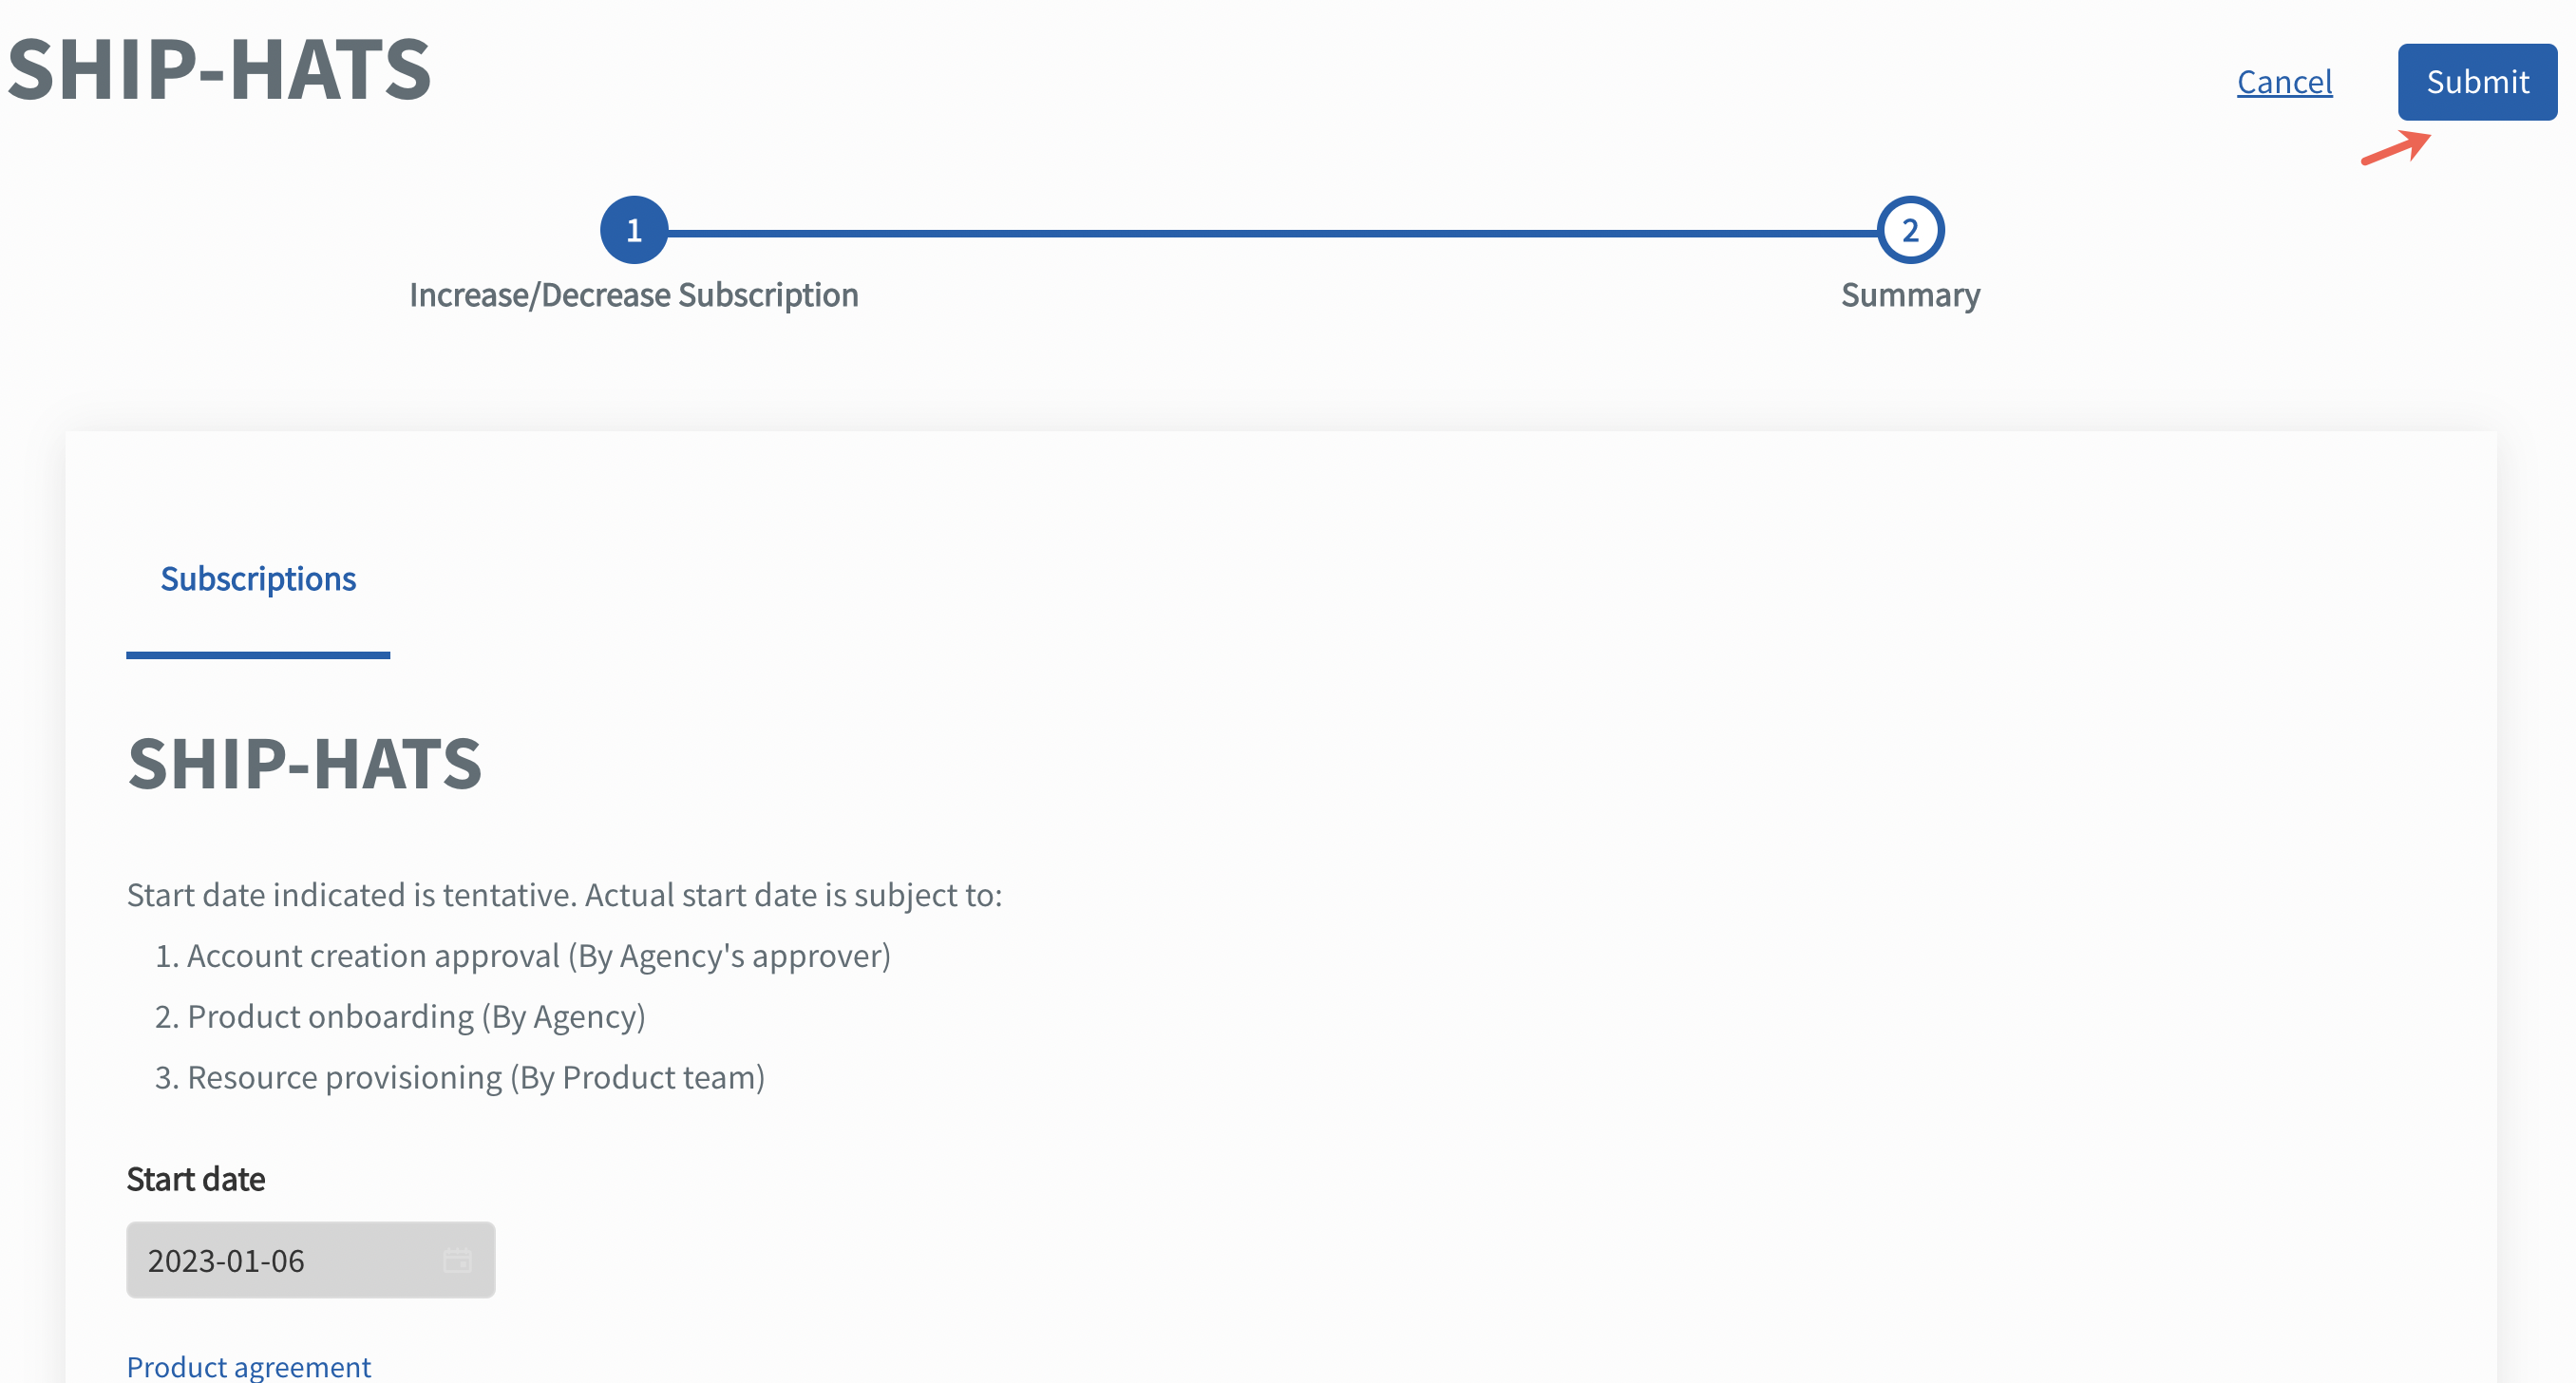 SHIP-HATS
Cancel
Submit
1
2
Increase/Decrease Subscription
Summary
Subscriptions
SHIP-HATS
Start date indicated is tentative. Actual start date is subject to:
1. Account creation approval (By Agency's approver)
2. Product onboarding (By Agency)
3. Resource provisioning (By Product team)
Start date
2023-01-06
Product agreement